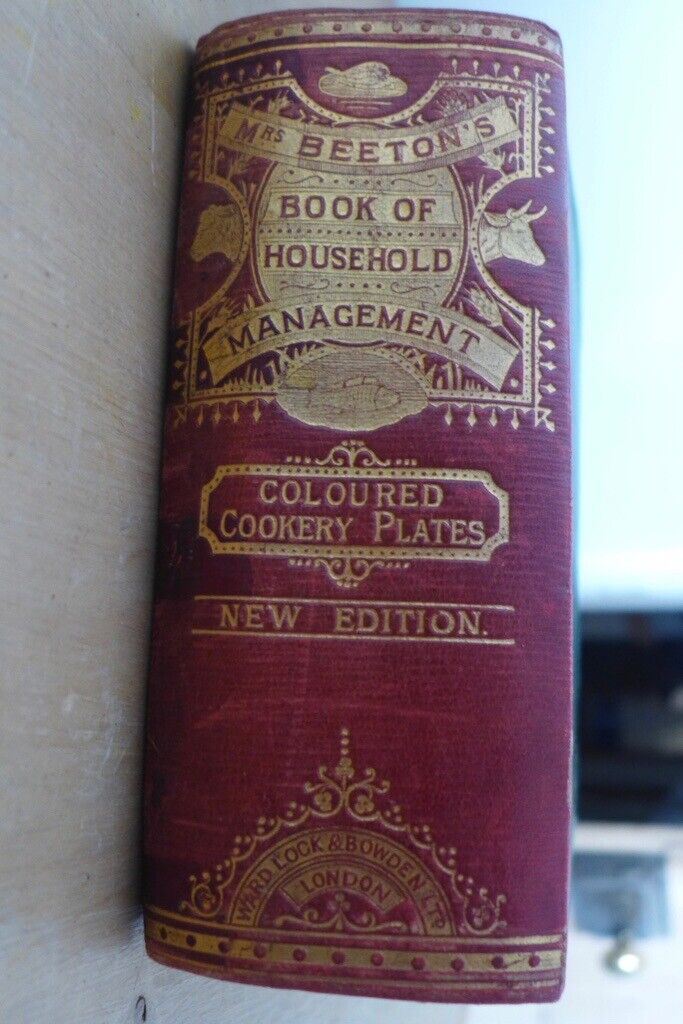 MRS BEETON'S
BOOK OF
HOUSEHOLD
MANAGEMENT
COLOURED
COOKERY PLATES
NEW EDITION.
WARD LOCK & BOWDEN LTD
LONDON